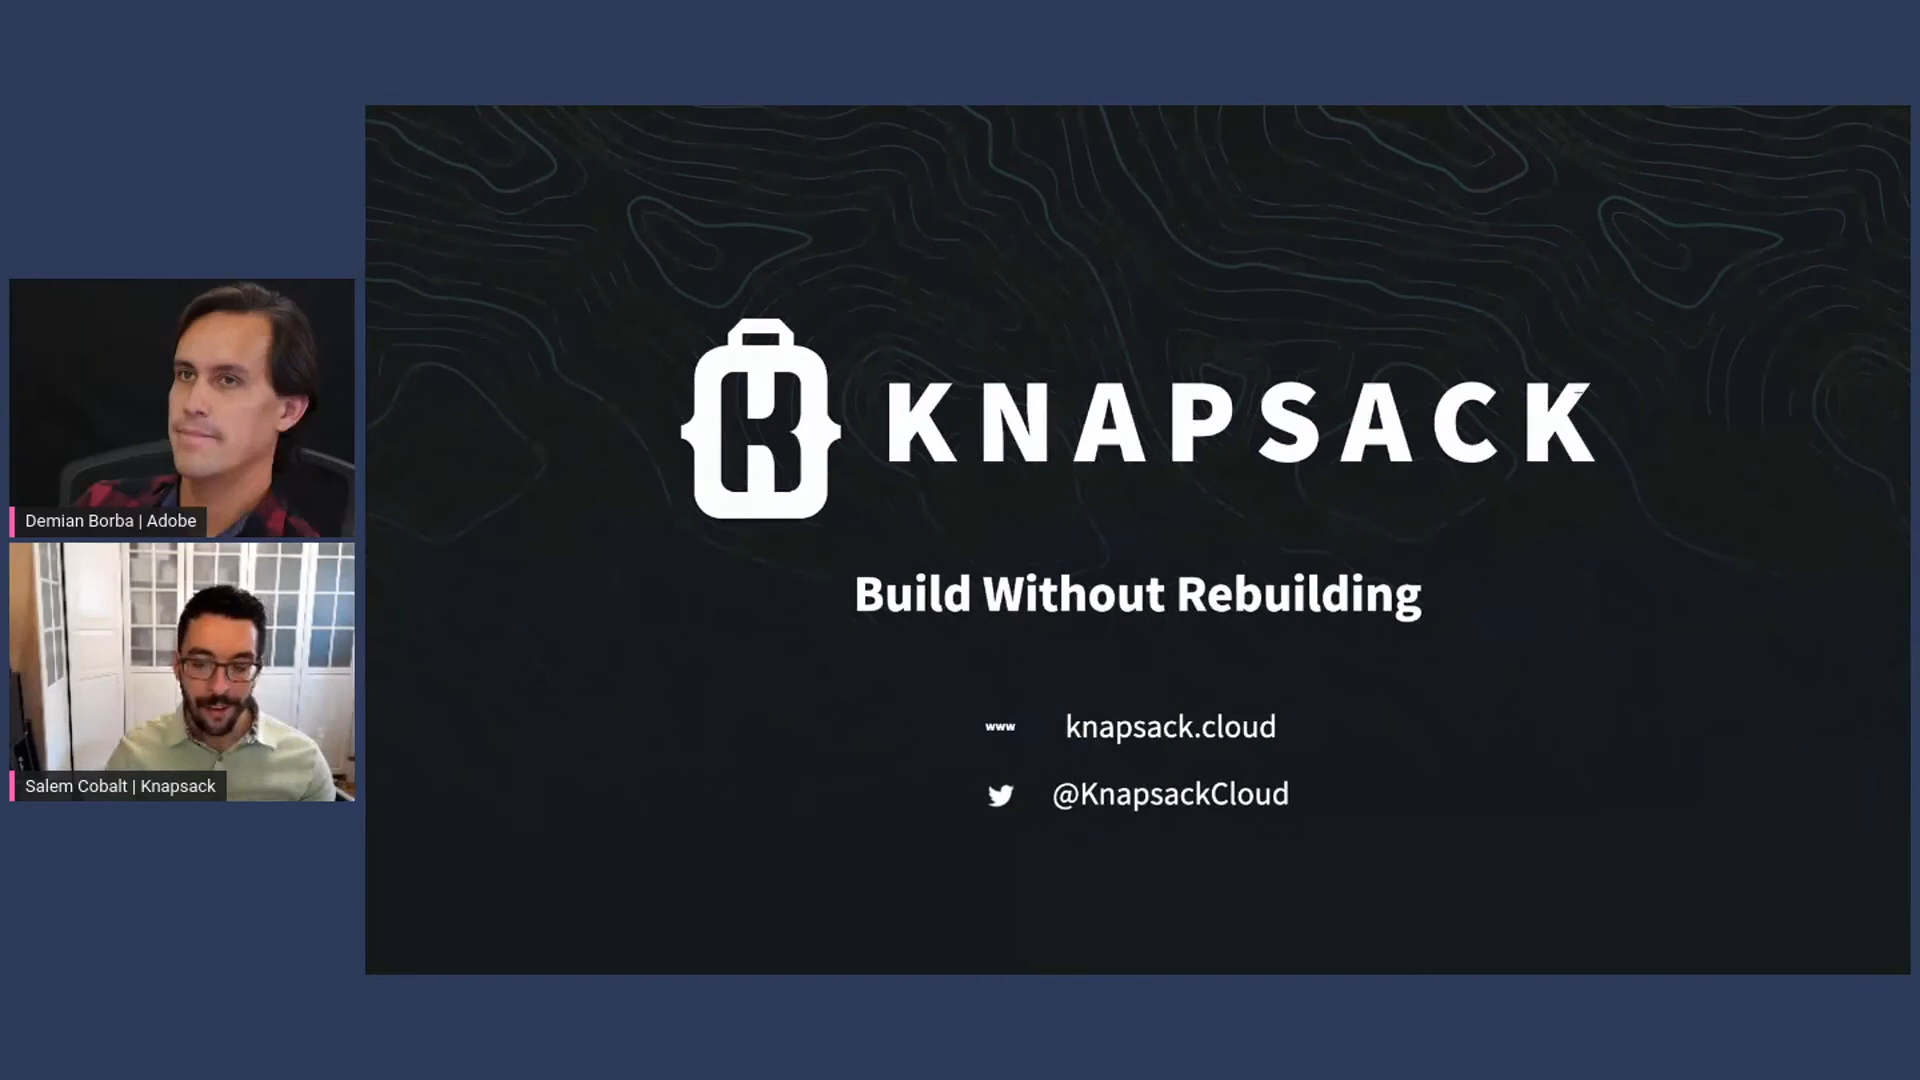 Demian Borba | Adobe
Salem Cobalt | Knapsack
KNAPSACK
Build Without Rebuilding
www knapsack.cloud
@KnapsackCloud